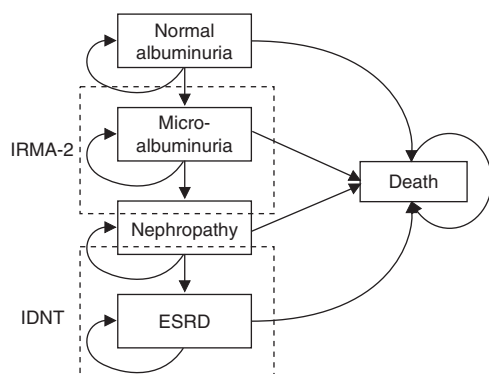 Normal
albuminuria
IRMA-2
Micro-
albuminuria
Death
Nephropathy
IDNT
ESRD